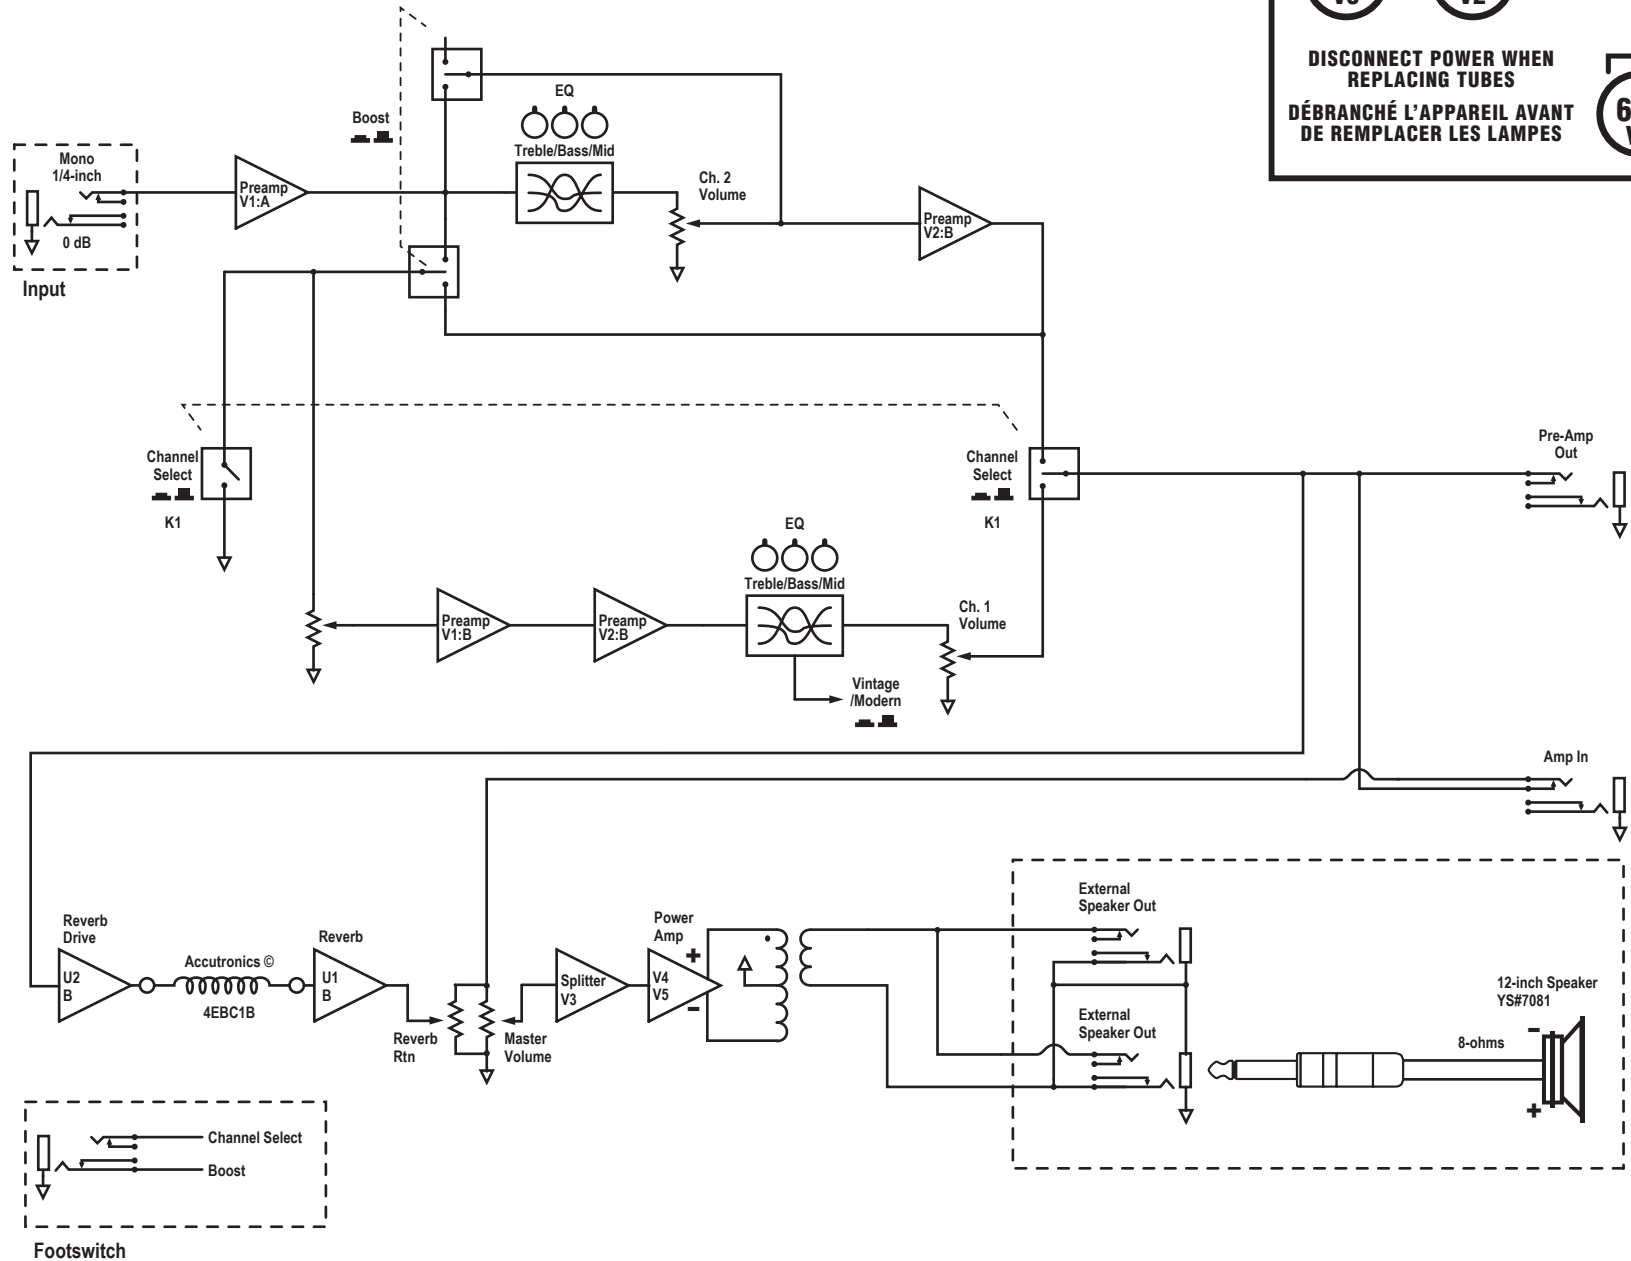 V3
V2
DISCONNECT POWER WHEN
REPLACING TUBES
DÉBRANCHÉ L'APPAREIL AVANT
DE REMPLACER LES LAMPES
6
Boost
EQ
Treble/Bass/Mid
Mono
1/4-inch
0 dB
Input
Preamp
V1:A
Ch. 2
Volume
Preamp
V2:B
Channel
Select
K1
Channel
Select
K1
Pre-Amp
Out
EQ
Treble/Bass/Mid
Preamp
V1:B
Preamp
V2:B
Ch. 1
Volume
Vintage
/Modern
Amp In
Reverb
Drive
U2
B
Accutronics ©
4EBC1B
Reverb
U1
B
Reverb
Rtn
Master
Volume
Splitter
V3
Power
Amp
+
V4
V5
-
External
Speaker Out
External
Speaker Out
12-inch Speaker
YS#7081
-
8-ohms
+
Channel Select
Boost
Footswitch